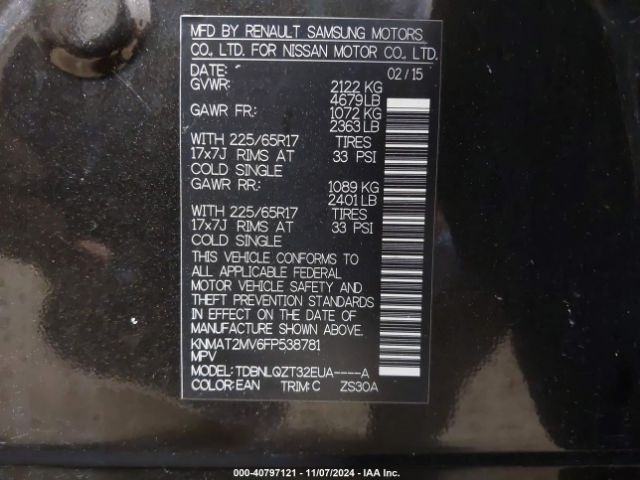 MFD BY RENAULT SAMSUNG MOTORS
CO., LTD. FOR NISSAN MOTOR CO., LTD.
DATE: 02/15
GVWR: 2122 KG
4679 LB
GAWR FR.: 1072 KG
2363 LB
WITH 225/65R17 TIRES
17x7J RIMS AT 33 PSI
COLD SINGLE
GAWR RR.: 1089 KG
2401 LB
WITH 225/65R17 TIRES
17x7J RIMS AT 33 PSI
COLD SINGLE
THIS VEHICLE CONFORMS TO
ALL APPLICABLE FEDERAL
MOTOR VEHICLE SAFETY AND
THEFT PREVENTION STANDARDS
IN EFFECT ON THE DATE OF
MANUFACTURE SHOWN ABOVE.
KNMAT2MV6FP538781
MPV
MODEL: TDBNLQZT32EUA----A
COLOR:EAN TRIM:C ZS30A
000-40797121 - 11/07/2024 - IAA Inc.